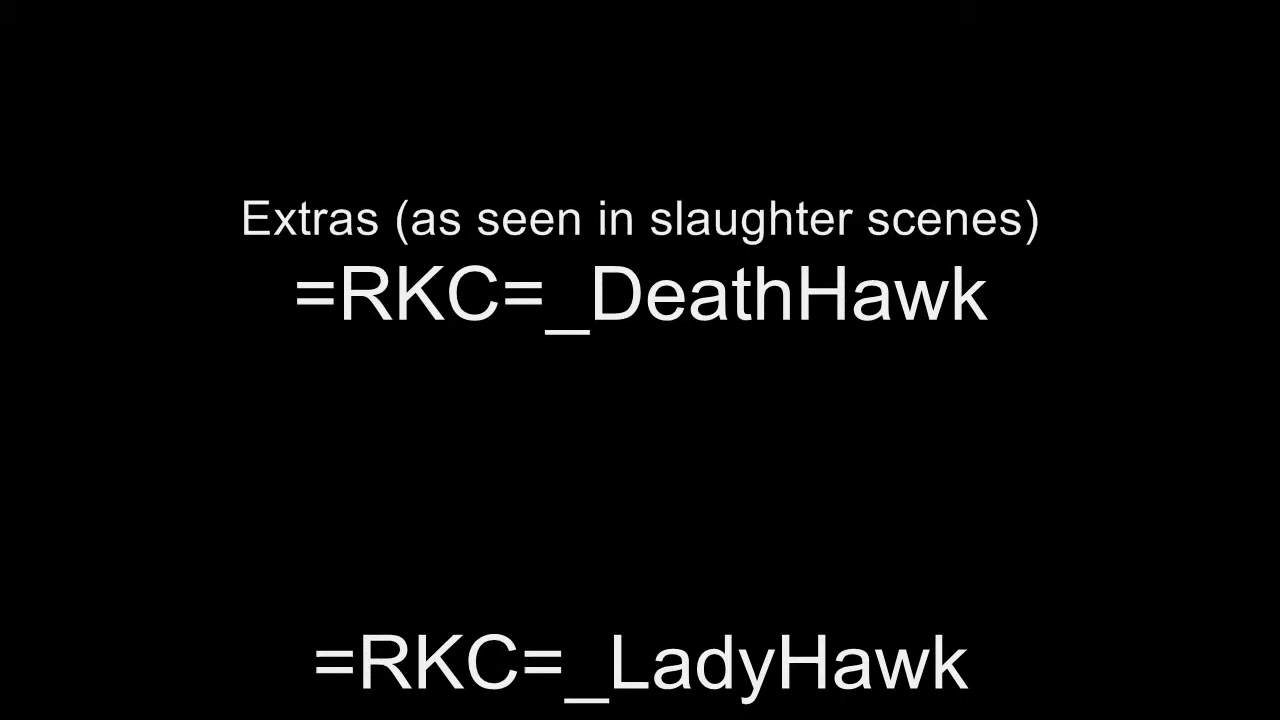 Extras (as seen in slaughter scenes)
=RKC=_DeathHawk
=RKC=_LadyHawk